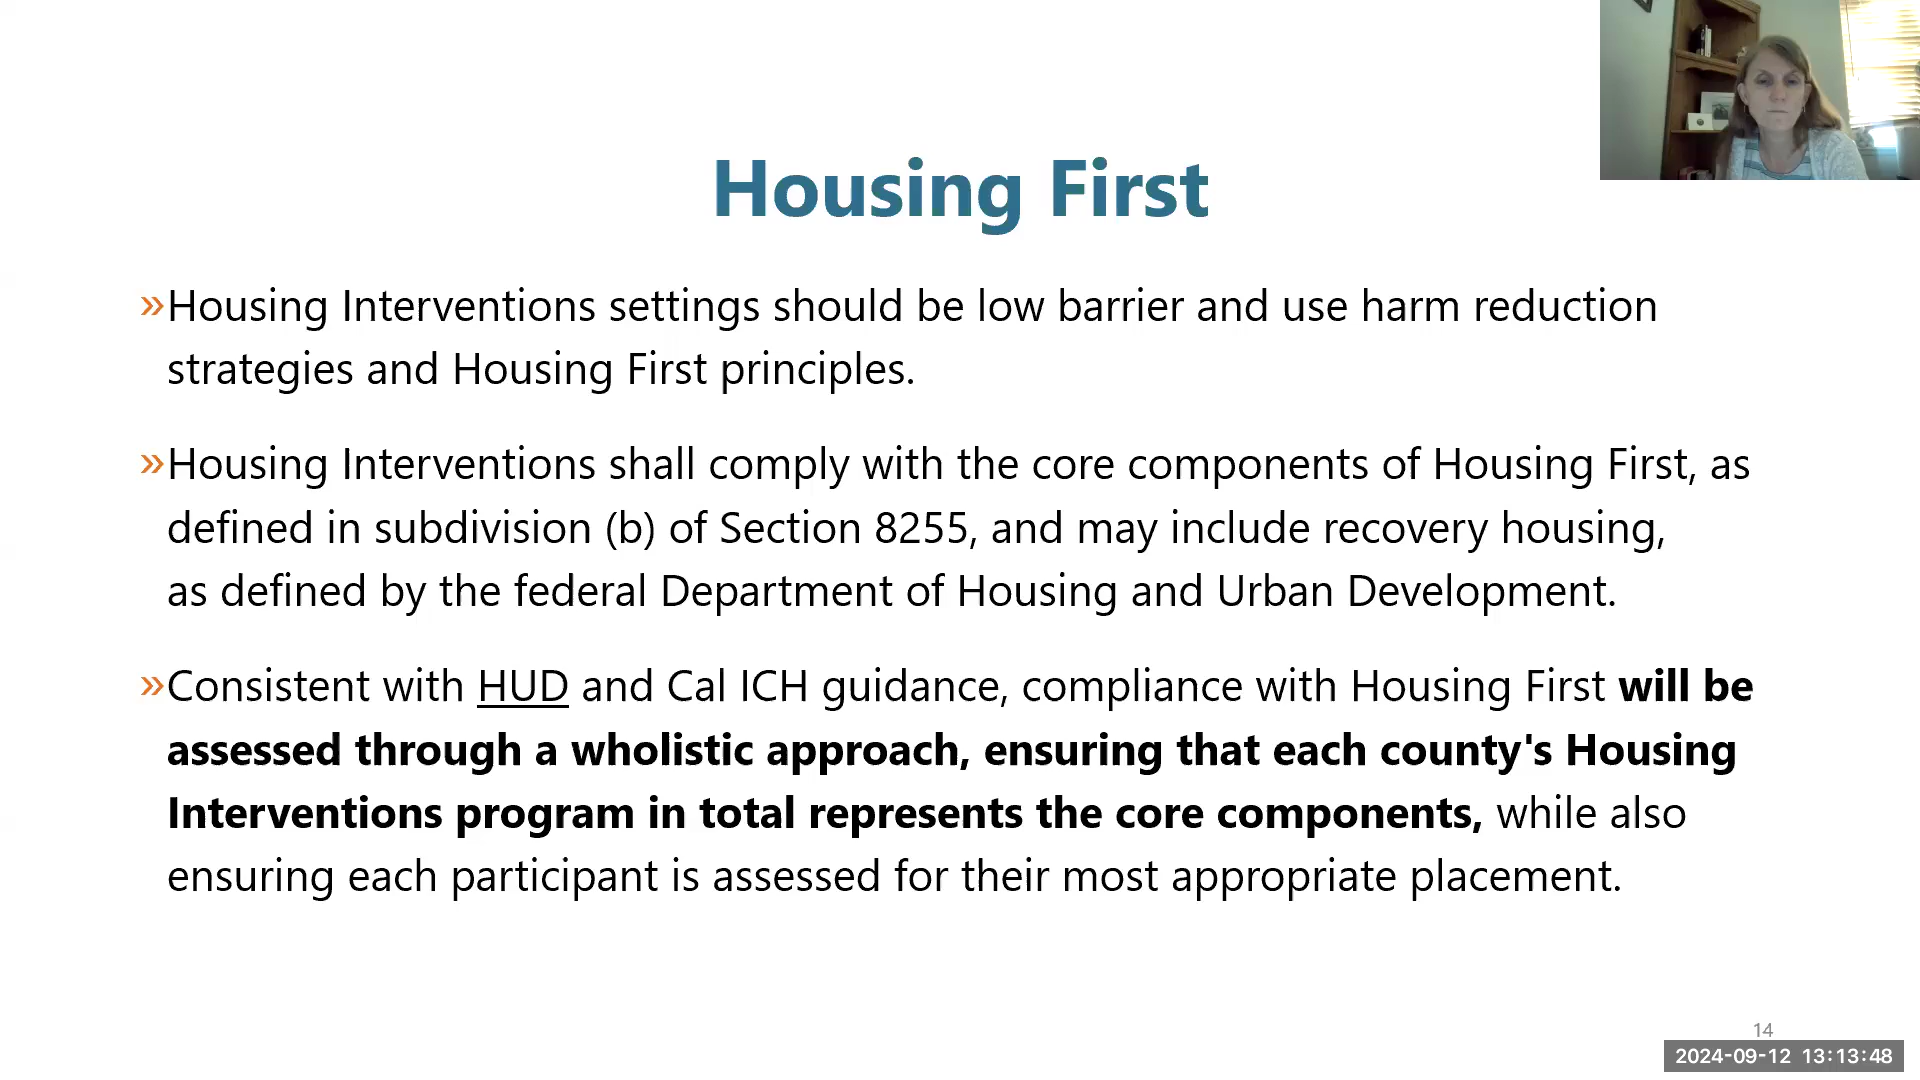 Housing First
»Housing Interventions settings should be low barrier and use harm reduction
strategies and Housing First principles.
»Housing Interventions shall comply with the core components of Housing First, as
defined in subdivision (b) of Section 8255, and may include recovery housing,
as defined by the federal Department of Housing and Urban Development.
»Consistent with HUD and Cal ICH guidance, compliance with Housing First will be
assessed through a wholistic approach, ensuring that each county's Housing
Interventions program in total represents the core components, while also
ensuring each participant is assessed for their most appropriate placement.
14
2024-09-12 13:13:48